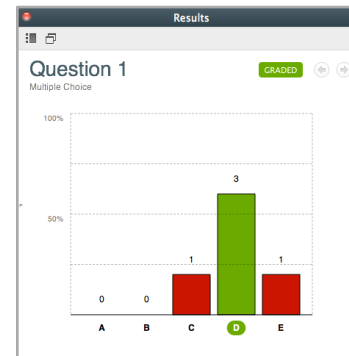 Results
Question 1
GRADED
Multiple Choice
100%
3
50%
1
1
0
0
A B C D E